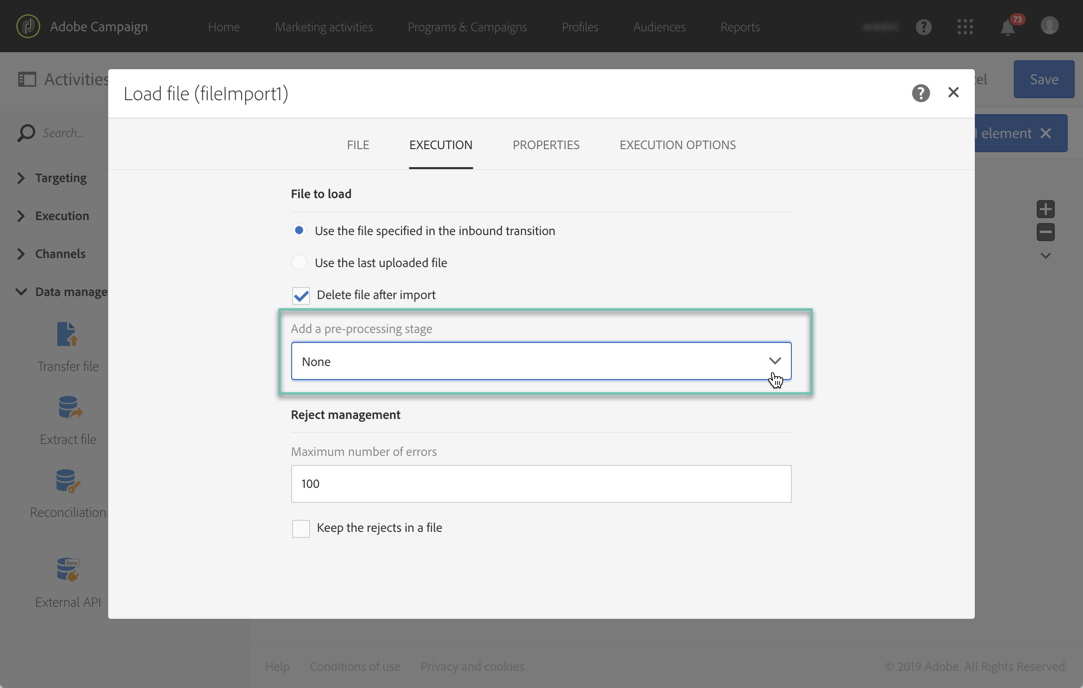 Adobe Campaign Home Marketing activities Programs & Campaigns Profiles Audiences Reports ? 73
Activities
Save
Load file (fileImport1) ?
Search...
element
FILE EXECUTION PROPERTIES EXECUTION OPTIONS
Targeting
File to load
Execution
Use the file specified in the inbound transition
Channels
Use the last uploaded file
Data manage
Delete file after import
Add a pre-processing stage
None
Transfer file
Reject management
Extract file
Maximum number of errors
100
Reconciliation
Keep the rejects in a file
beta
External API
Help Conditions of use Privacy and cookies © 2019 Adobe. All Rights Reserved.